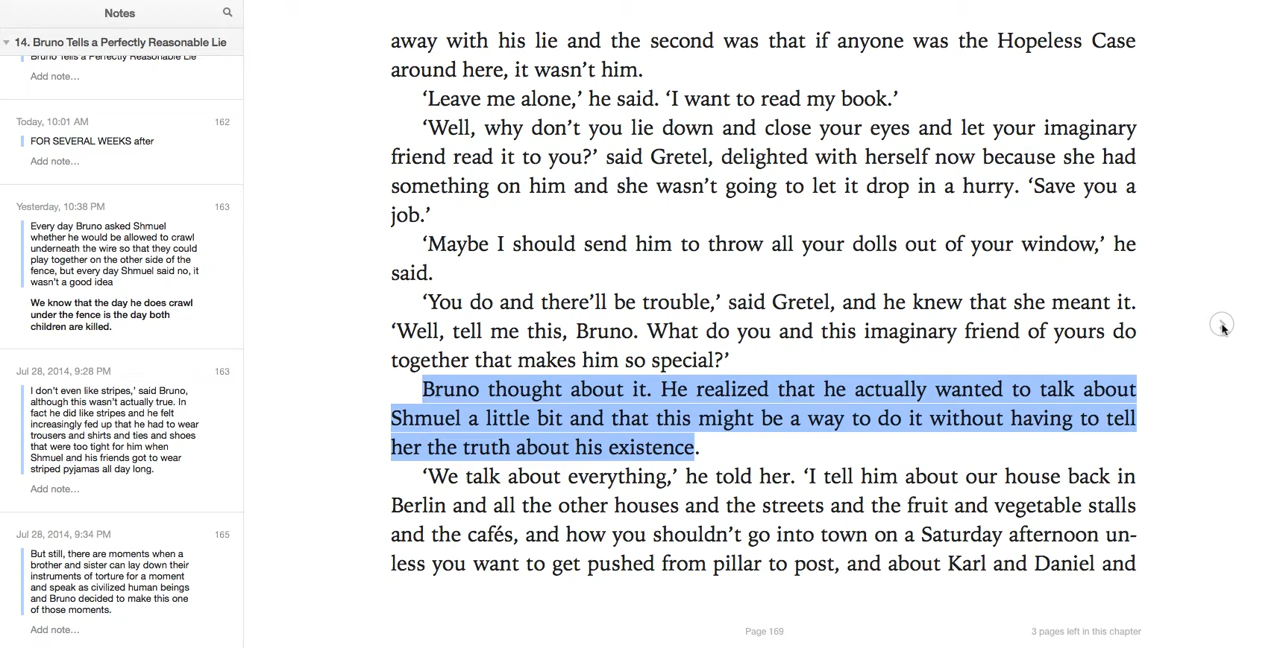 Notes
14. Bruno Tells a Perfectly Reasonable Lie
Bruno Tells a Perfectly Reasonable Lie
Add note…
Today, 10:01 AM 162
FOR SEVERAL WEEKS after
Add note…
Yesterday, 10:38 PM 163
Every day Bruno asked Shmuel
whether he would be allowed to crawl
underneath the wire so that they could
play together on the other side of the
fence, but every day Shmuel said no, it
wasn't a good idea
We know that the day he does crawl
under the fence is the day both
children are killed.
Jul 28, 2014, 9:28 PM 163
I don't even like stripes,' said Bruno,
although this wasn't actually true. In
fact he did like stripes and he felt
increasingly fed up that he had to wear
trousers and shirts and ties and shoes
that were too tight for him when
Shmuel and his friends got to wear
striped pyjamas all day long.
Add note…
Jul 28, 2014, 9:34 PM 165
But still, there are moments when a
brother and sister can lay down their
instruments of torture for a moment
and speak as civilized human beings
and Bruno decided to make this one
of those moments.
Add note…
away with his lie and the second was that if anyone was the Hopeless Case
around here, it wasn't him.
‘Leave me alone,’ he said. ‘I want to read my book.’
‘Well, why don’t you lie down and close your eyes and let your imaginary
friend read it to you?’ said Gretel, delighted with herself now because she had
something on him and she wasn’t going to let it drop in a hurry. ‘Save you a
job.’
‘Maybe I should send him to throw all your dolls out of your window,’ he
said.
‘You do and there’ll be trouble,’ said Gretel, and he knew that she meant it.
‘Well, tell me this, Bruno. What do you and this imaginary friend of yours do
together that makes him so special?’
Bruno thought about it. He realized that he actually wanted to talk about
Shmuel a little bit and that this might be a way to do it without having to tell
her the truth about his existence.
‘We talk about everything,’ he told her. ‘I tell him about our house back in
Berlin and all the other houses and the streets and the fruit and vegetable stalls
and the cafés, and how you shouldn’t go into town on a Saturday afternoon un-
less you want to get pushed from pillar to post, and about Karl and Daniel and
Page 169
3 pages left in this chapter